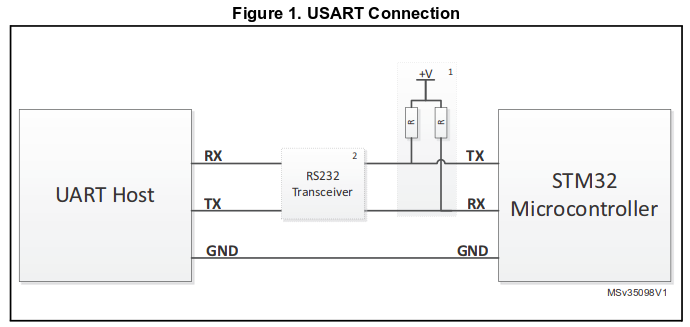 Figure 1. USART Connection
+V
1
R
R
RX
2
TX
RS232
Transceiver
UART Host
STM32
Microcontroller
TX
RX
GND
GND
MSv35098V1